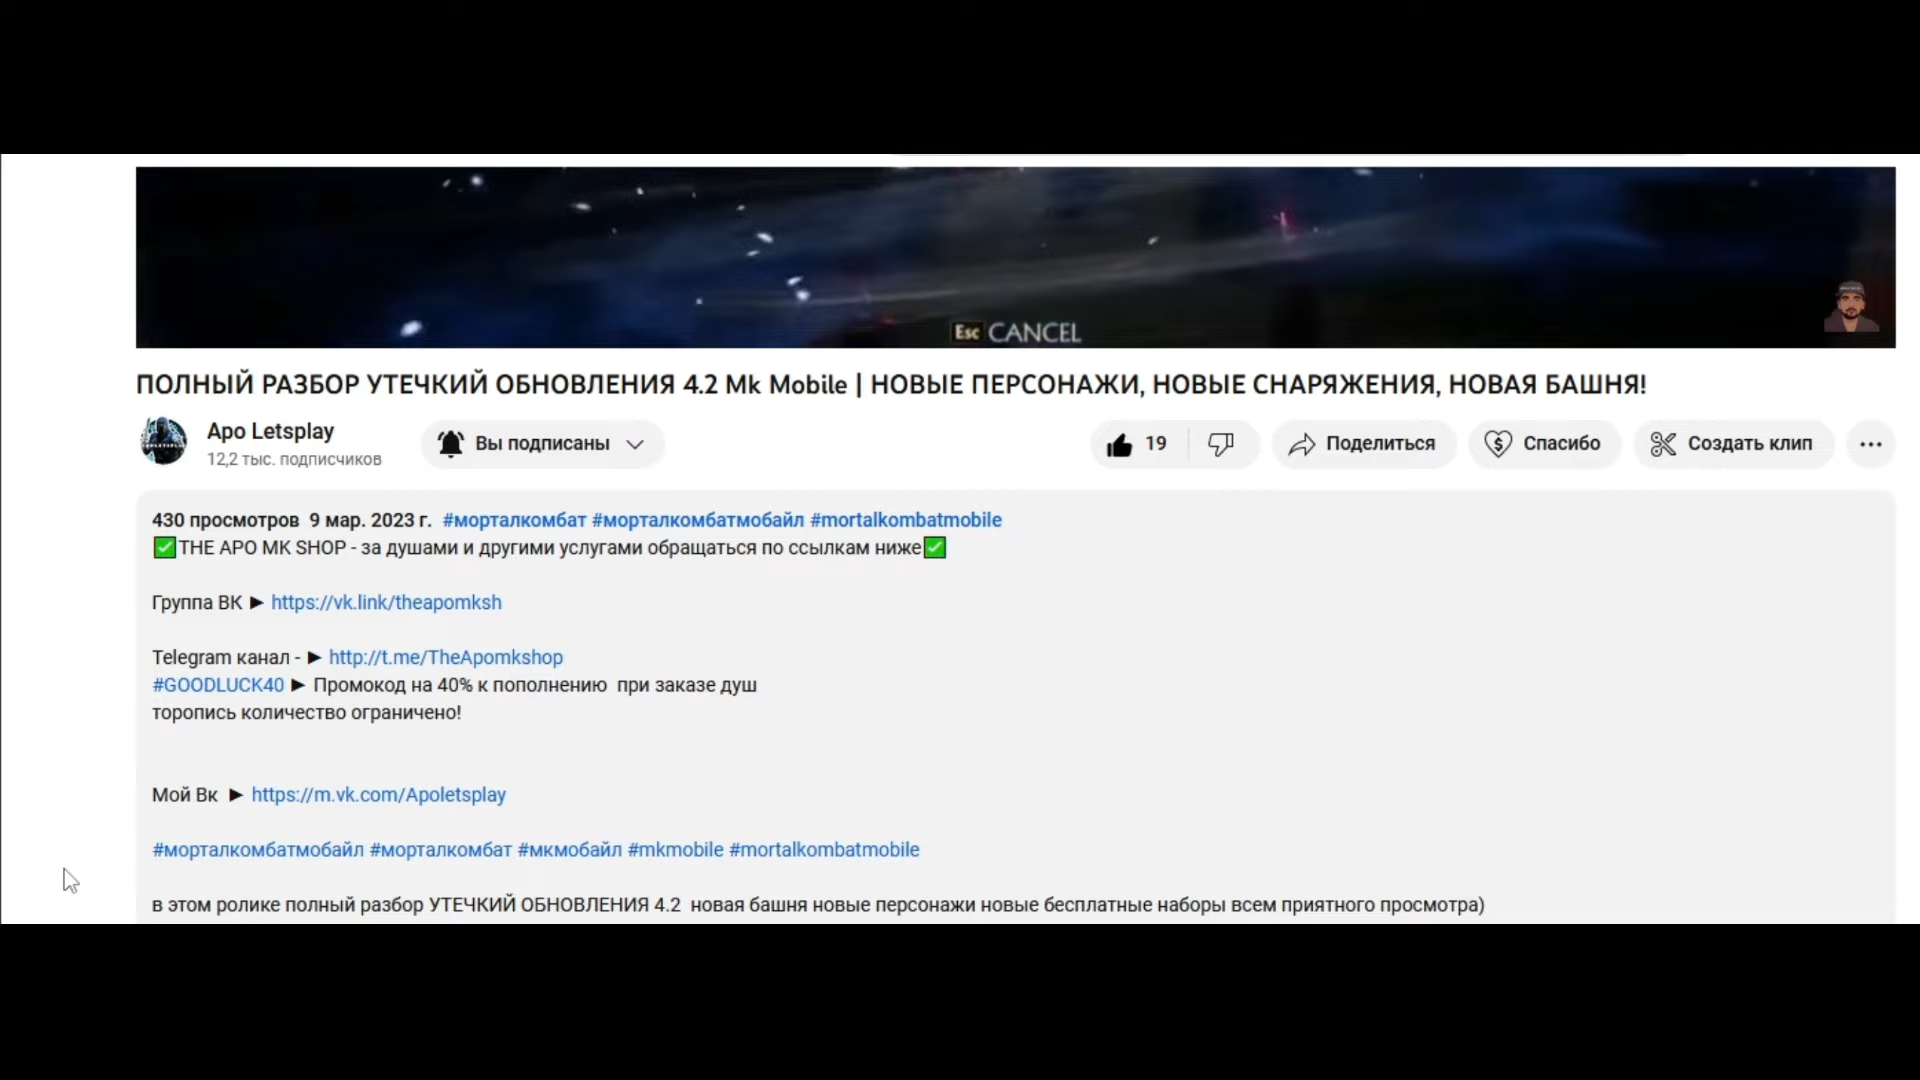 Esc CANCEL
ПОЛНЫЙ РАЗБОР УТЕЧКИЙ ОБНОВЛЕНИЯ 4.2 Mk Mobile | НОВЫЕ ПЕРСОНАЖИ, НОВЫЕ СНАРЯЖЕНИЯ, НОВАЯ БАШНЯ!
Apo Letsplay
12,2 тыс. подписчиков
Вы подписаны
19
Поделиться
Спасибо
Создать клип
430 просмотров 9 мар. 2023 г. #морталкомбат #морталкомбатмобайл #mortalkombatmobile
✅THE APO MK SHOP - за душами и другими услугами обращаться по ссылкам ниже✅
Группа ВК ► https://vk.link/theapomksh
Telegram канал - ► http://t.me/TheApomkshop
#GOODLUCK40 ► Промокод на 40% к пополнению при заказе душ
торопись количество ограничено!
Мой Вк ► https://m.vk.com/Apoletsplay
#морталкомбатмобайл #морталкомбат #мкмобайл #mkmobile #mortalkombatmobile
в этом ролике полный разбор УТЕЧКИЙ ОБНОВЛЕНИЯ 4.2 новая башня новые персонажи новые бесплатные наборы всем приятного просмотра)